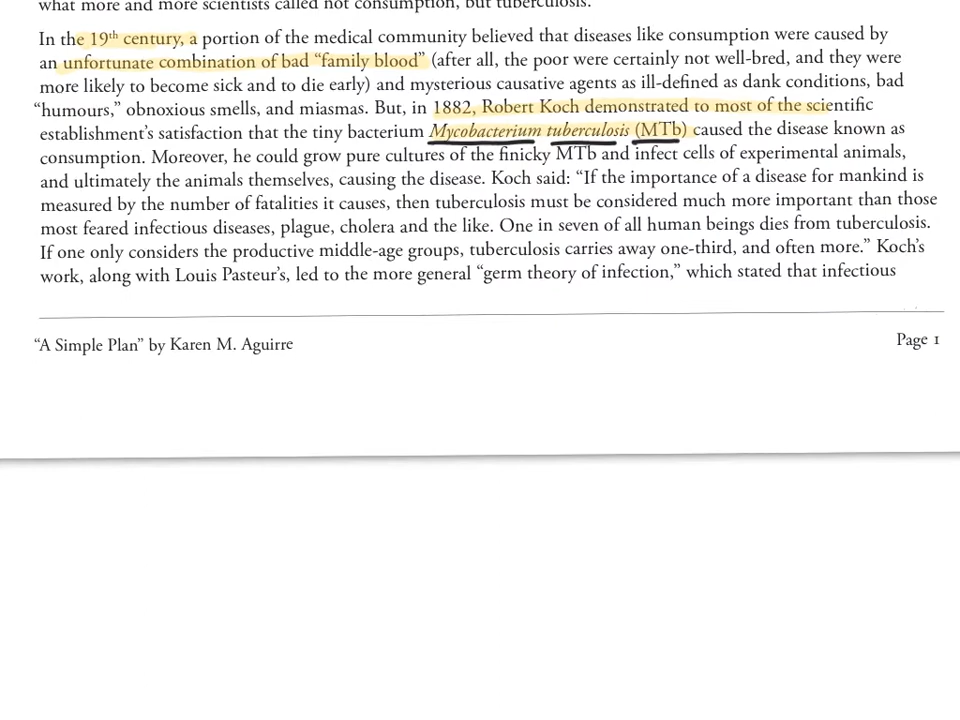 what more and more scientists called not consumption, but tuberculosis.
In the 19th century, a portion of the medical community believed that diseases like consumption were caused by
an unfortunate combination of bad “family blood” (after all, the poor were certainly not well-bred, and they were
more likely to become sick and to die early) and mysterious causative agents as ill-defined as dank conditions, bad
“humours,” obnoxious smells, and miasmas. But, in 1882, Robert Koch demonstrated to most of the scientific
establishment’s satisfaction that the tiny bacterium Mycobacterium tuberculosis (MTb) caused the disease known as
consumption. Moreover, he could grow pure cultures of the finicky MTb and infect cells of experimental animals,
and ultimately the animals themselves, causing the disease. Koch said: “If the importance of a disease for mankind is
measured by the number of fatalities it causes, then tuberculosis must be considered much more important than those
most feared infectious diseases, plague, cholera and the like. One in seven of all human beings dies from tuberculosis.
If one only considers the productive middle-age groups, tuberculosis carries away one-third, and often more.” Koch’s
work, along with Louis Pasteur’s, led to the more general “germ theory of infection,” which stated that infectious
“A Simple Plan” by Karen M. Aguirre
Page 1